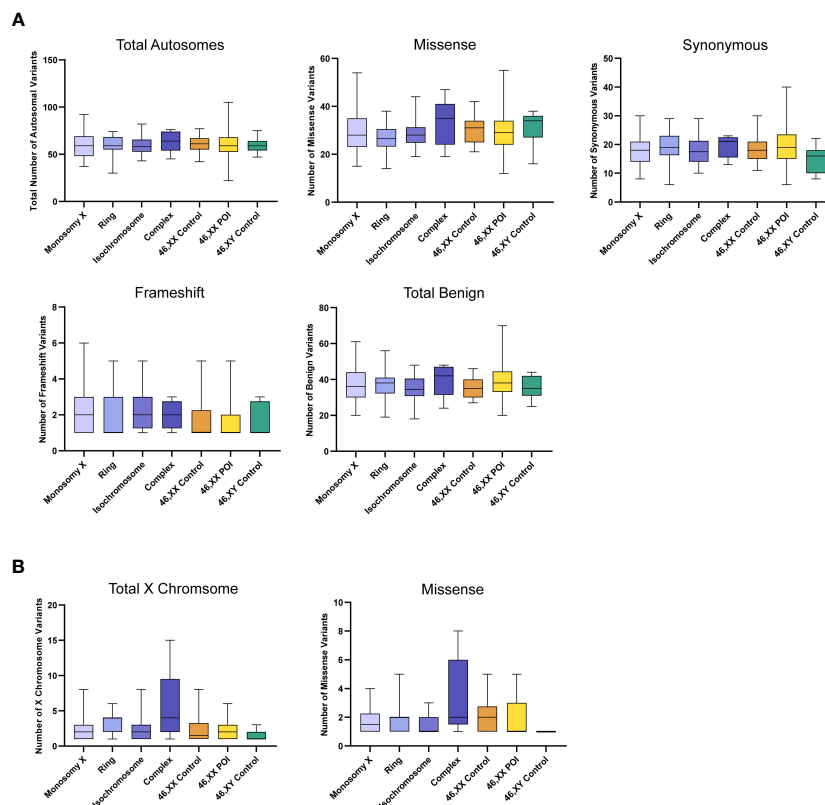 A
Total Autosomes
Total Number of Autosomal Variants
150
100
50
0
Monosomy X
Ring
Isochromosome
Complex
46,XX Control
46,XX POI
46,XY Control
Missense
Number of Missense Variants
60
40
20
0
Monosomy X
Ring
Isochromosome
Complex
46,XX Control
46,XX POI
46,XY Control
Synonymous
Number of Synonymous Variants
50
40
30
20
10
0
Monosomy X
Ring
Isochromosome
Complex
46,XX Control
46,XX POI
46,XY Control
Frameshift
Number of Frameshift Variants
8
6
4
2
0
Monosomy X
Ring
Isochromosome
Complex
46,XX Control
46,XX POI
46,XY Control
Total Benign
Number of Benign Variants
80
60
40
20
0
Monosomy X
Ring
Isochromosome
Complex
46,XX Control
46,XX POI
46,XY Control
B
Total X Chromsome
Number of X Chromosome Variants
20
15
10
5
0
Monosomy X
Ring
Isochromosome
Complex
46,XX Control
46,XX POI
46,XY Control
Missense
Number of Missense Variants
10
8
6
4
2
0
Monosomy X
Ring
Isochromosome
Complex
46,XX Control
46,XX POI
46,XY Control